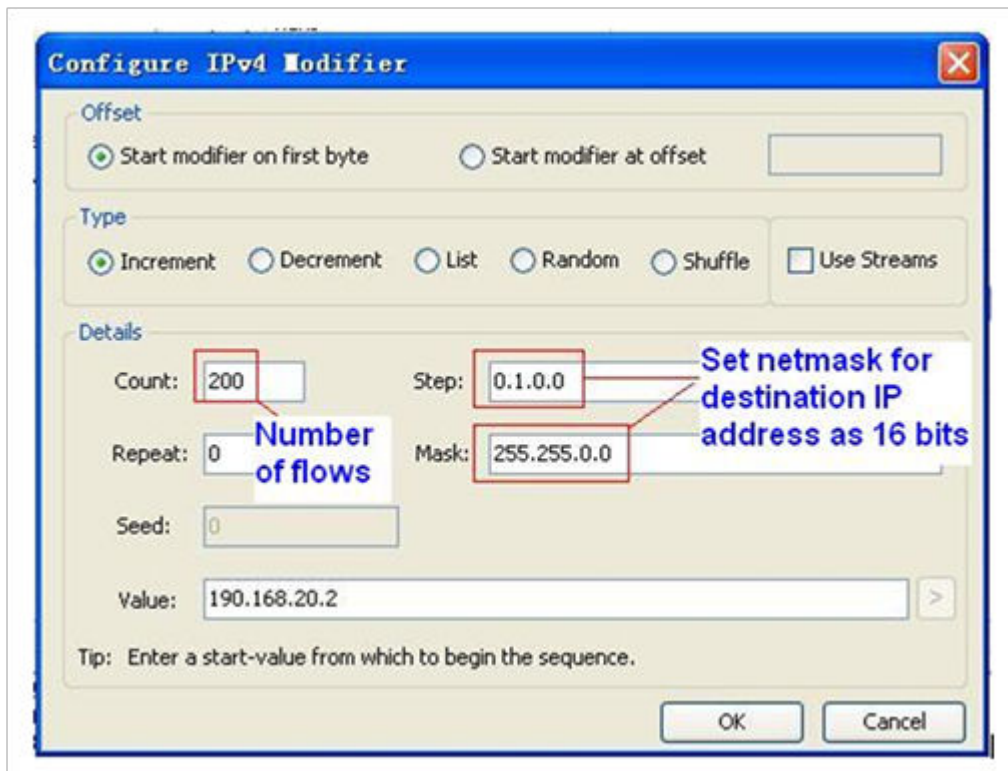 Configure IPv4 Modifier
Offset
Start modifier on first byte Start modifier at offset
Type
Increment Decrement List Random Shuffle Use Streams
Details
Count: 200 Step: 0.1.0.0
Set netmask for
destination IP
address as 16 bits
Number
of flows
Repeat: 0 Mask: 255.255.0.0
Seed: 0
Value: 190.168.20.2 >
Tip: Enter a start-value from which to begin the sequence.
OK Cancel